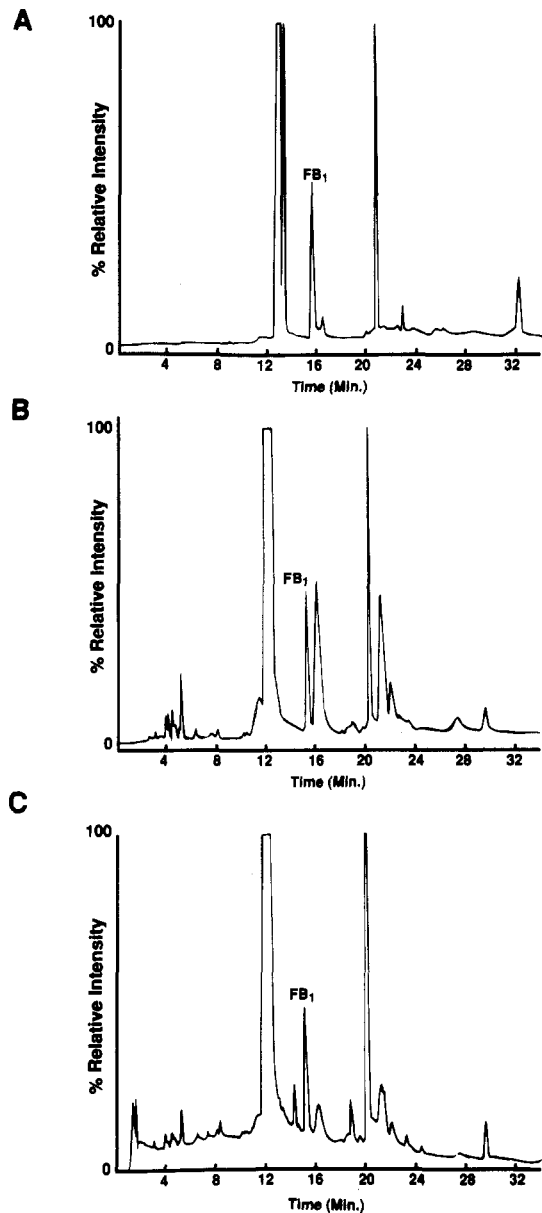 A
100
% Relative Intensity
FB1
0
4 8 12 16 20 24 28 32
Time (Min.)
B
100
% Relative Intensity
FB1
0
4 8 12 16 20 24 28 32
Time (Min.)
C
100
% Relative Intensity
FB1
0
4 8 12 16 20 24 28 32
Time (Min.)